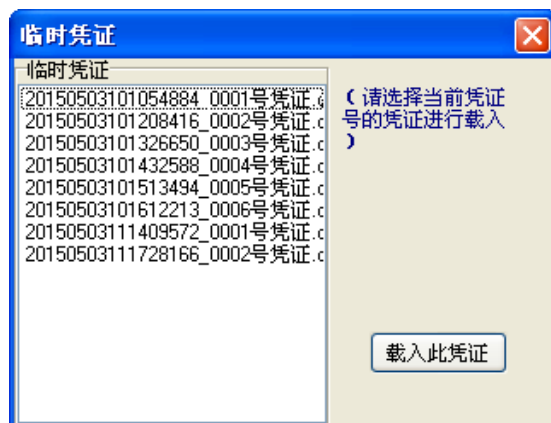 临时凭证
临时凭证
20150503101054884_0001号凭证.
20150503101208416_0002号凭证.c
20150503101326650_0003号凭证.c
20150503101432588_0004号凭证.c
20150503101513494_0005号凭证.c
20150503101612213_0006号凭证.c
20150503111409572_0001号凭证.c
20150503111728166_0002号凭证.c
(请选择当前凭证
号的凭证进行载入
)
载入此凭证